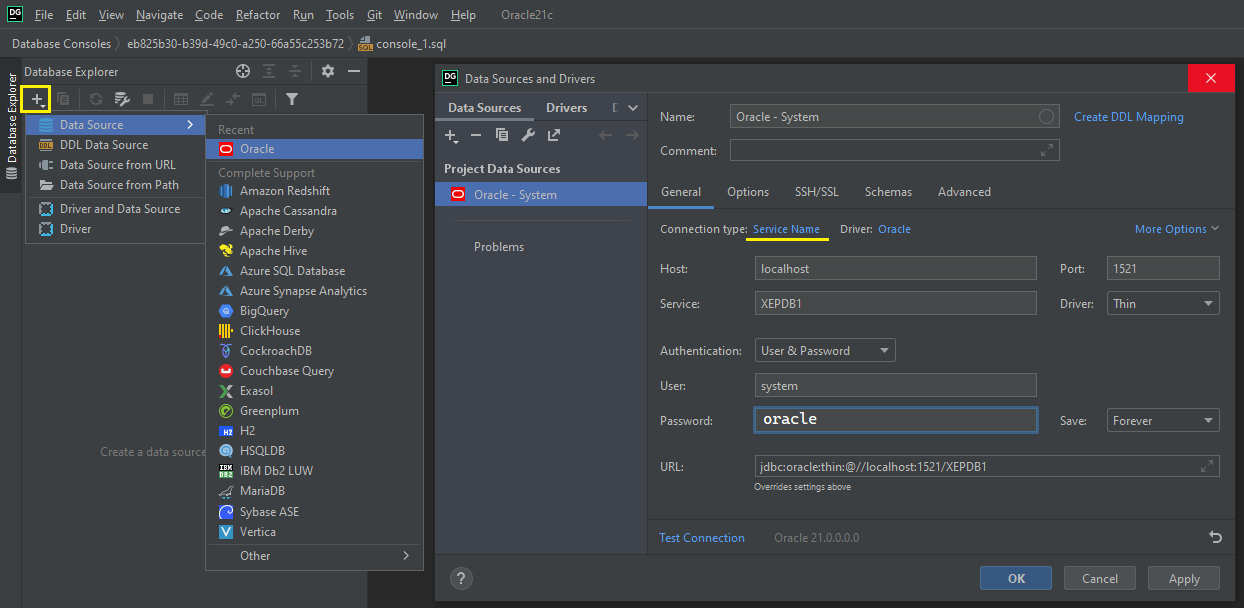 DG File Edit View Navigate Code Refactor Run Tools Git Window Help Oracle21c
Database Consoles eb825b30-b39d-49c0-a250-66a55c253b72 SQL console_1.sql
Database Explorer
Database Explorer
QL
Data Source
DDL DDL Data Source
Data Source from URL
Data Source from Path
Driver and Data Source
Driver
Create a data source
Recent
Oracle
Complete Support
Amazon Redshift
Apache Cassandra
Apache Derby
Apache Hive
Azure SQL Database
Azure Synapse Analytics
BigQuery
ClickHouse
CockroachDB
Couchbase Query
Exasol
Greenplum
H2 H2
HSQLDB
IBM DB2 IBM Db2 LUW
MariaDB
Sybase ASE
Vertica
Other
DG Data Sources and Drivers
Data Sources Drivers
Project Data Sources
Oracle - System
Problems
Name: Oracle - System Create DDL Mapping
Comment:
General Options SSH/SSL Schemas Advanced
Connection type: Service Name Driver: Oracle More Options
Host: localhost Port: 1521
Service: XEPDB1 Driver: Thin
Authentication: User & Password
User: system
Password: oracle Save: Forever
URL: jdbc:oracle:thin:@//localhost:1521/XEPDB1
Overrides settings above
Test Connection Oracle 21.0.0.0.0
? OK Cancel Apply